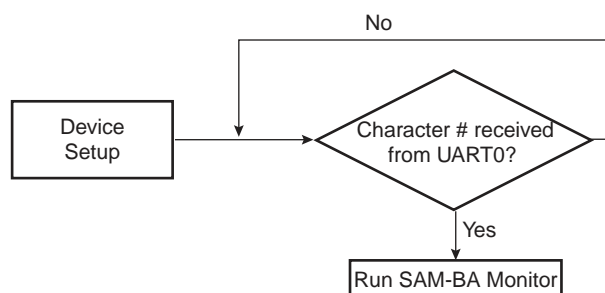 No
Device
Setup
Character # received
from UART0?
Yes
Run SAM-BA Monitor